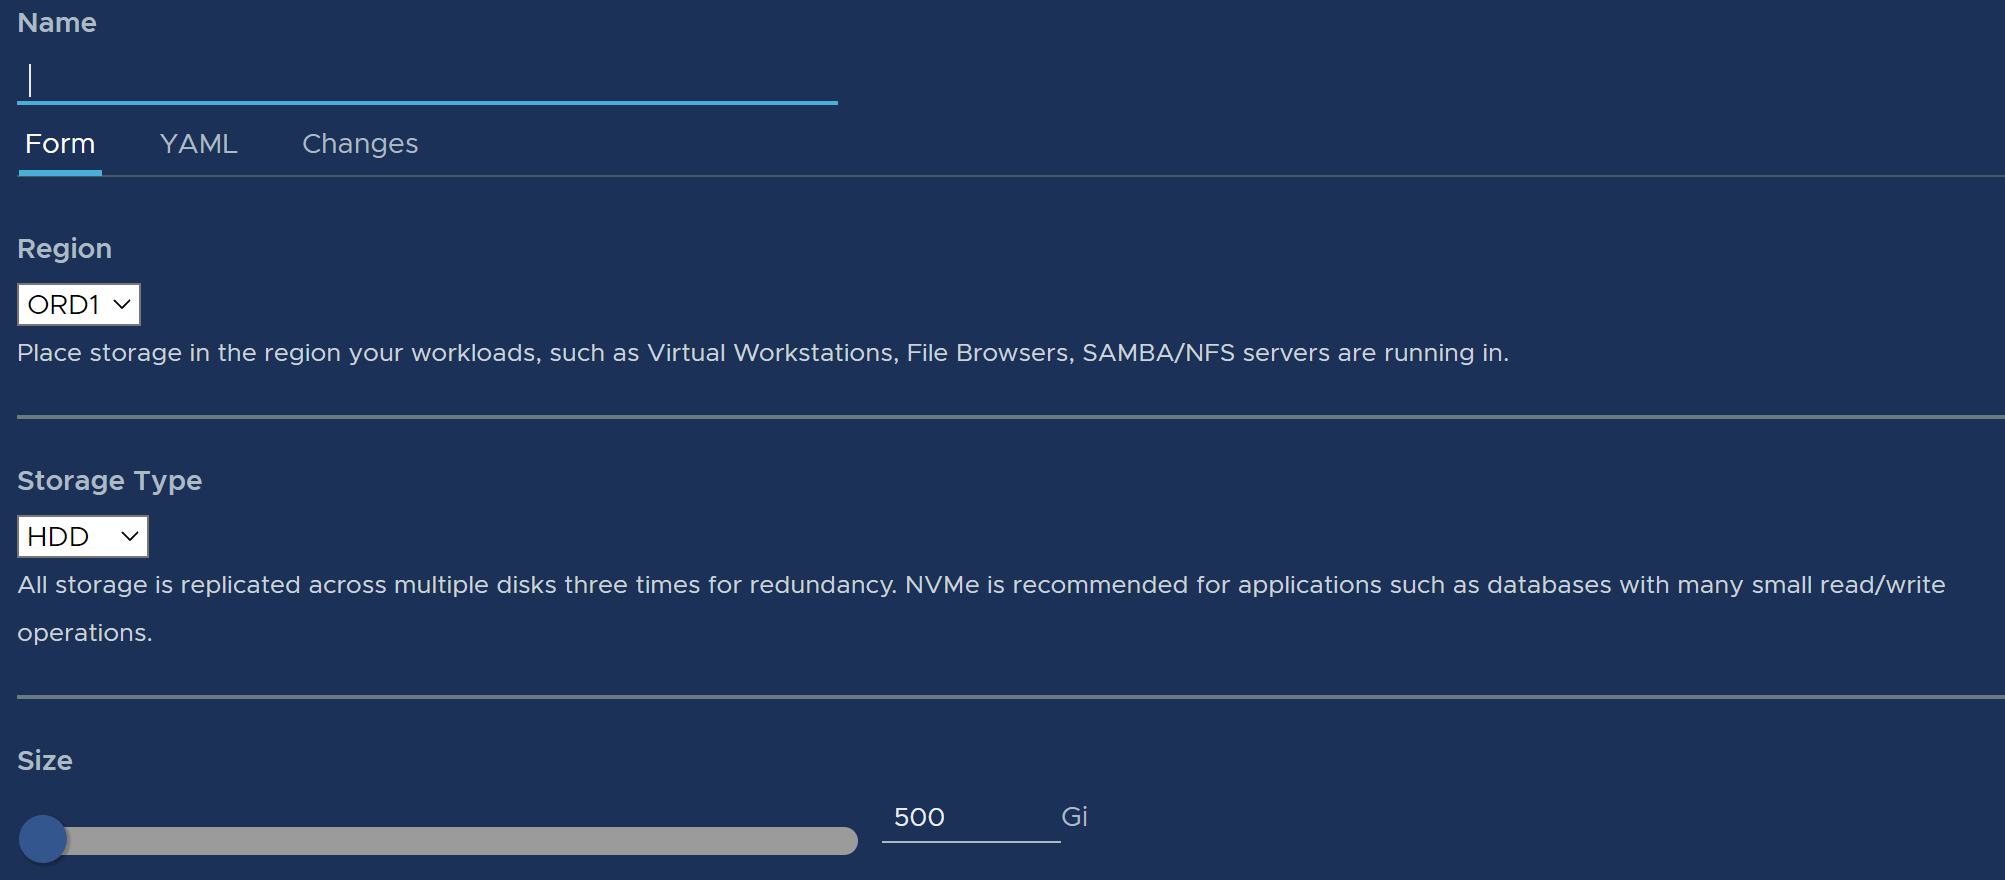 Name
Form YAML Changes
Region
ORD1
Place storage in the region your workloads, such as Virtual Workstations, File Browsers, SAMBA/NFS servers are running in.
Storage Type
HDD
All storage is replicated across multiple disks three times for redundancy. NVMe is recommended for applications such as databases with many small read/write
operations.
Size
500 Gi